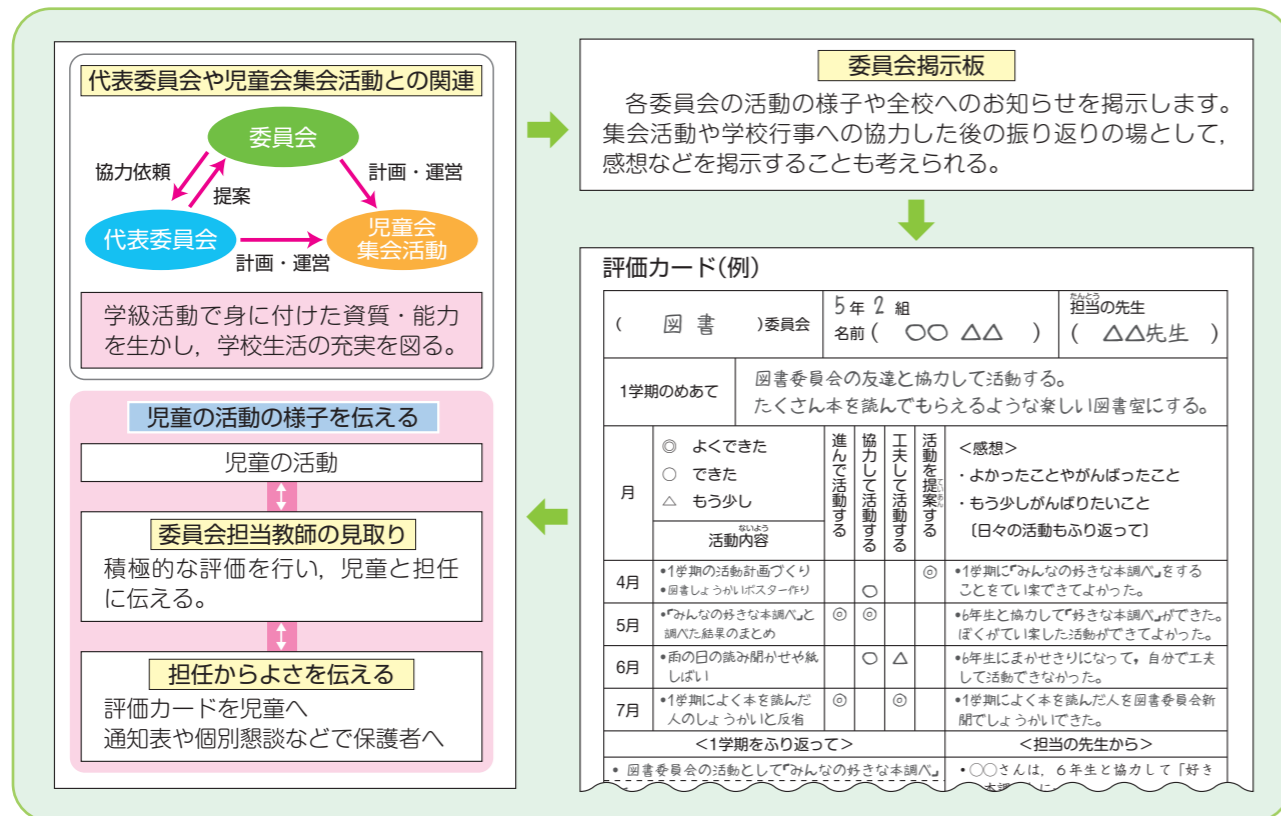 代表委員会や児童会集会活動との関連
委員会
協力依頼
提案
計画・運営
代表委員会
児童会
集会活動
計画・運営
学級活動で身に付けた資質・能力
を生かし，学校生活の充実を図る。
児童の活動の様子を伝える
児童の活動
委員会担当教師の見取り
積極的な評価を行い，児童と担任
に伝える。
担任からよさを伝える
評価カードを児童へ
通知表や個別懇談などで保護者へ
委員会掲示板
各委員会の活動の様子や全校へのお知らせを掲示します。
集会活動や学校行事への協力した後の振り返りの場として，
感想などを掲示することも考えられる。
評価カード(例)
( 図書 )委員会
5年2組
名前( ○○ △△ )
たんとう
担当の先生
( △△先生 )
1学期のめあて
図書委員会の友達と協力して活動する。
たくさん本を読んでもらえるような楽しい図書室にする。
月
◎ よくできた
○ できた
△ もう少し
ないよう
活動内容
進んで活動する
協力して活動する
工夫して活動する
活動を提案する
ていあん
＜感想＞
・よかったことやがんばったこと
・もう少しがんばりたいこと
〔日々の活動もふり返って〕
4月
•1学期の活動計画づくり
•図書しょうかいポスター作り
○
◎
•1学期に「みんなの好きな本調べ」をする
ことをてい案できてよかった。
5月
•「みんなの好きな本調べ」と
調べた結果のまとめ
◎
◎
•6年生と協力して「好きな本調べ」ができた。
ぼくがてい案した活動ができてよかった。
6月
•雨の日の読み聞かせや紙
しばい
○
△
•6年生にまかせきりになって，自分で工夫
して活動できなかった。
7月
•1学期によく本を読んだ
人のしょうかいと反省
◎
◎
•1学期によく本を読んだ人を図書委員会新
聞でしょうかいできた。
＜1学期をふり返って＞
＜担当の先生から＞
• 図書委員会の活動として「みんなの好きな本調べ」
•○○さんは，6年生と協力して「好き